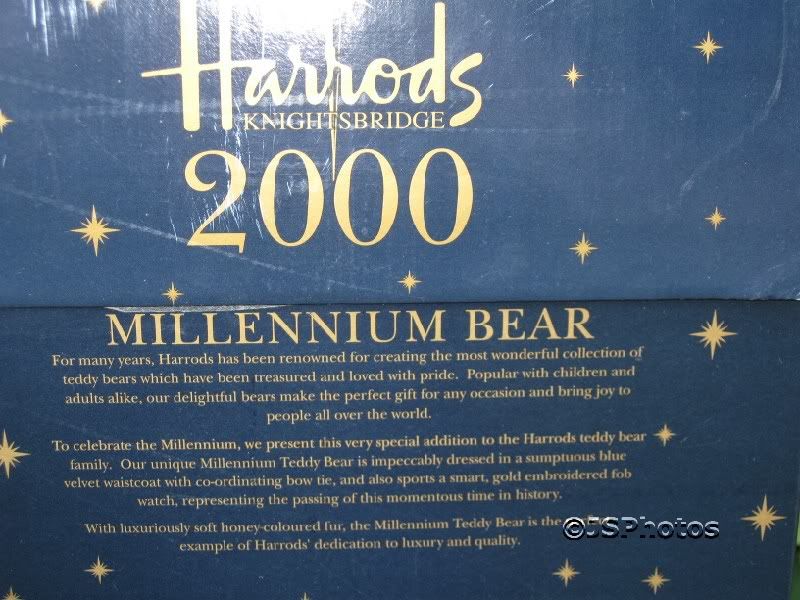 Harrods
KNIGHTSBRIDGE
2000
MILLENNIUM BEAR
For many years, Harrods has been renowned for creating the most wonderful collection of
teddy bears which have been treasured and loved with pride. Popular with children and
adults alike, our delightful bears make the perfect gift for any occasion and bring joy to
people all over the world.
To celebrate the Millennium, we present this very special addition to the Harrods teddy bear
family. Our unique Millennium Teddy Bear is impeccably dressed in a sumptuous blue
velvet waistcoat with co-ordinating bow tie, and also sports a smart, gold embroidered fob
watch, representing the passing of this momentous time in history.
With luxuriously soft honey-coloured fur, the Millennium Teddy Bear is the
example of Harrods' dedication to luxury and quality.
©JSPhotos